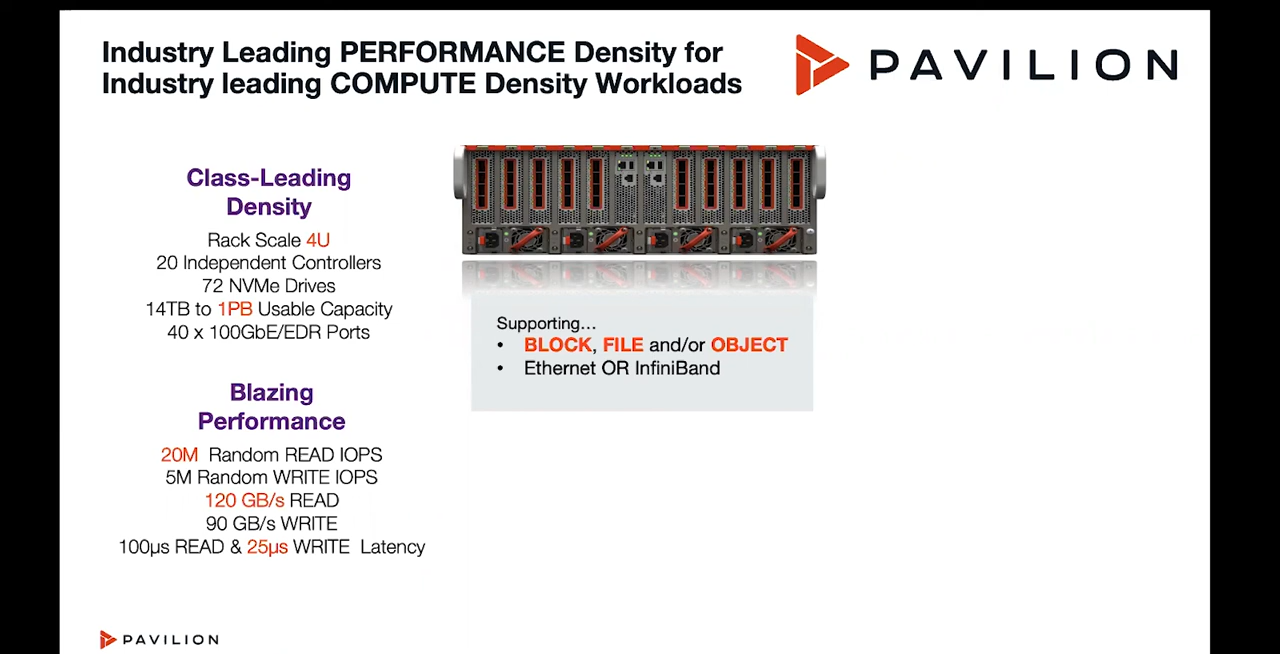 Industry Leading PERFORMANCE Density for
Industry leading COMPUTE Density Workloads
PAVILION
Class-Leading
Density
Rack Scale 4U
20 Independent Controllers
72 NVMe Drives
14TB to 1PB Usable Capacity
40 x 100GbE/EDR Ports
Blazing
Performance
20M Random READ IOPS
5M Random WRITE IOPS
120 GB/s READ
90 GB/s WRITE
100µs READ & 25µs WRITE Latency
Supporting…
• BLOCK, FILE and/or OBJECT
• Ethernet OR InfiniBand
PAVILION